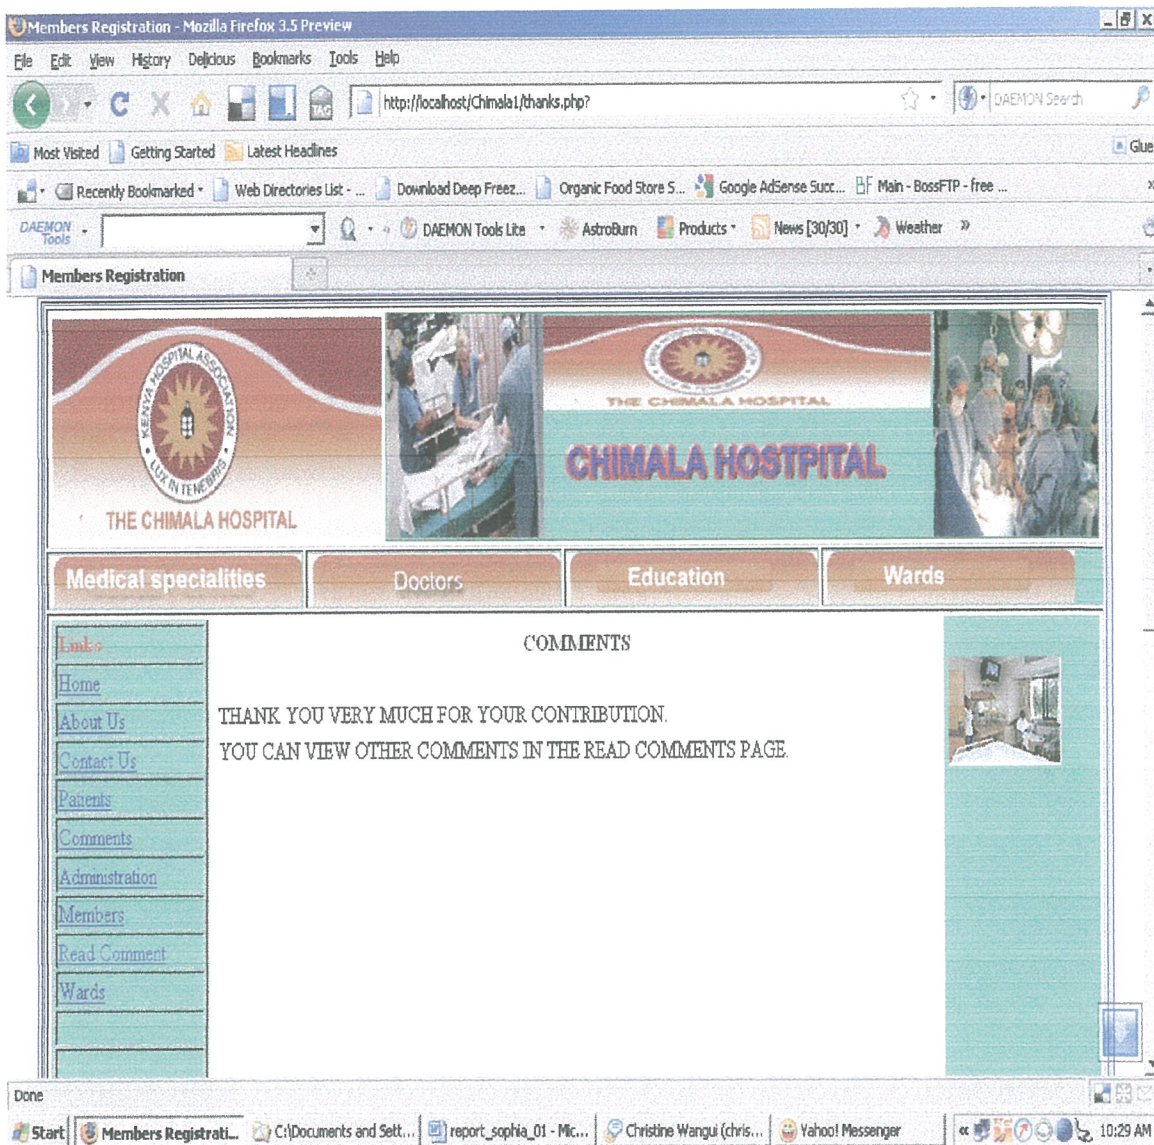 Members Registration - Mozilla Firefox 3.5 Preview
File Edit View History Delicious Bookmarks Tools Help
TAG http://localhost/Chimala1/thanks.php? DAEMON Search
Most Visited Getting Started Latest Headlines Glue
Recently Bookmarked Web Directories List - ... Download Deep Freez... Organic Food Store S... Google AdSense Succ... BF Main - BossFTP - free ... »
DAEMON Tools DAEMON Tools Lite AstroBurn Products News [30/30] Weather »
Members Registration
KENYA HOSPITAL ASSOCIATION
LUX IN TENEBRIS
THE CHIMALA HOSPITAL
THE CHIMALA HOSPITAL
CHIMALA HOSTPITAL
Medical specialities Doctors Education Wards
Links
Home
About Us
Contact Us
Patients
Comments
Administration
Members
Read Comment
Wards
COMMENTS
THANK YOU VERY MUCH FOR YOUR CONTRIBUTION.
YOU CAN VIEW OTHER COMMENTS IN THE READ COMMENTS PAGE.
Done
Start Members Registrati... C:\Documents and Sett... report_sophia_01 - Mic... Christine Wangui (chris... Yahoo! Messenger « 10:29 AM